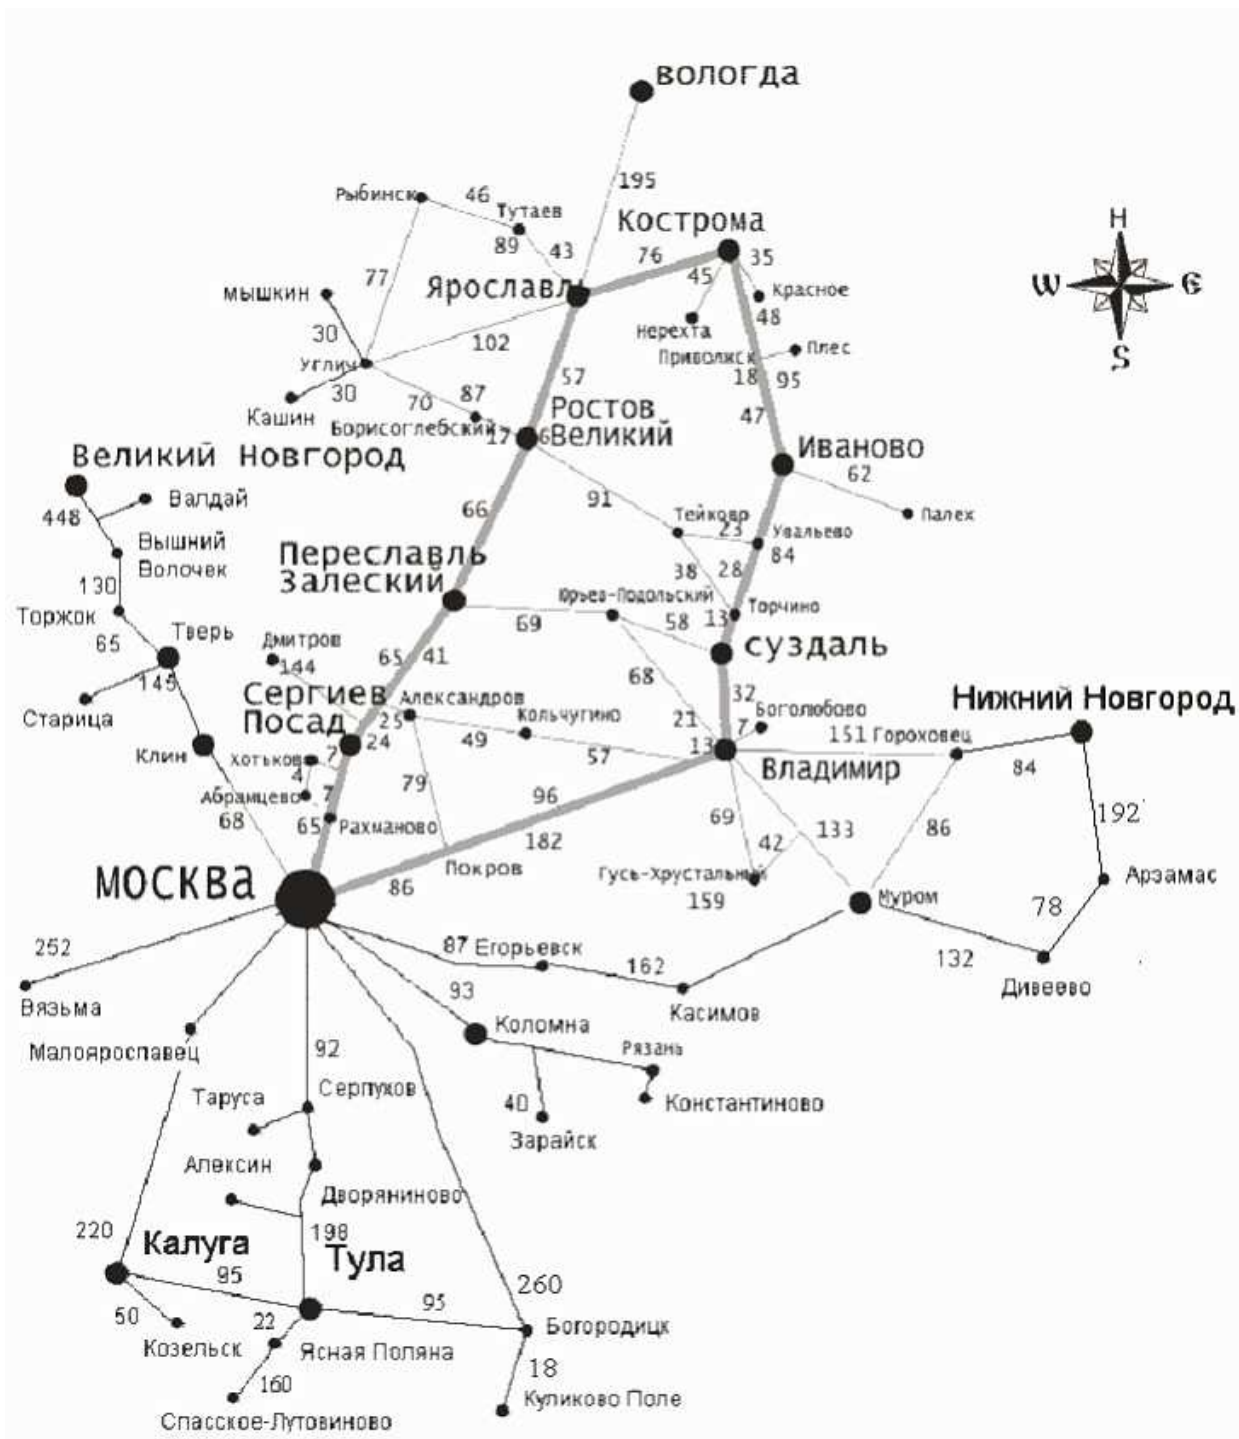 вологда
195
Рыбинск
46
Тутаев
89
43
Кострома
76
35
45
Н
W
E
S
77
мышкин
Ярославль
Красное
48
Нерехта
30
102
Приволжск
Плес
18
95
Углич
57
30
70
87
Кашин
Борисоглебский
17
6
Ростов
Великий
47
Иваново
62
Великий Новгород
Валдай
448
66
91
Палех
Тейково
23
Увальево
84
Вышний
Волочек
Переславль
Залеский
38
28
130
Юрьев-Подольский
Торжок
69
58
13
Торчино
65
Тверь
Дмитров
144
65
41
суздаль
145
68
32
Сергиев
Посад
Александров
Боголюбово
Нижний Новгород
Старица
25
Кольчугино
21
7
24
49
13
151
Гороховец
Клин
хотьков
7
57
Владимир
84
4
79
Абрамцево
7
96
192
68
65
Рахманово
69
133
86
182
42
москва
Покров
86
Гусь-Хрустальный
159
Муром
Арзамас
78
252
87
Егорьевск
162
132
Вязьма
93
Касимов
Дивеево
Малоярославец
Коломна
92
Рязань
Таруса
Серпухов
40
Константиново
Зарайск
Алексин
Дворяниново
220
198
Калуга
Тула
95
260
95
50
22
Богородицк
Козельск
Ясная Поляна
160
18
Спасское-Лутовиново
Куликово Поле